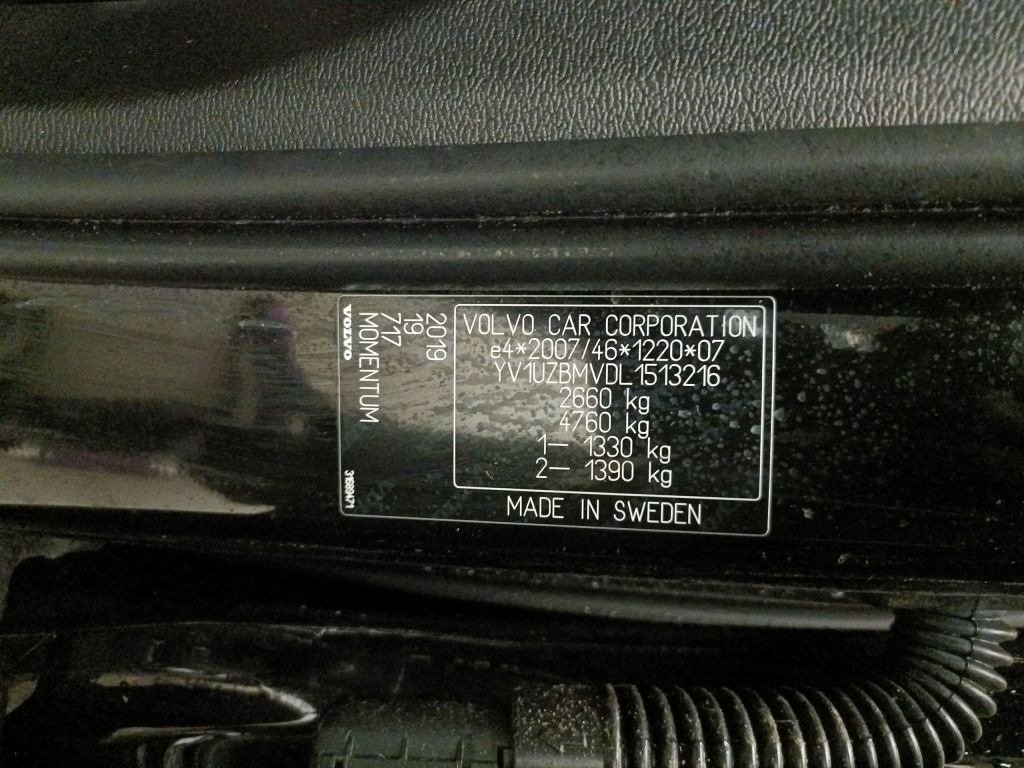 VOLVO CAR CORPORATION
e4*2007/46*1220*07
YV1UZBMVDL1513216
2660 kg
4760 kg
1– 1330 kg
2– 1390 kg
MADE IN SWEDEN
2019
19
717
MOMENTUM
VOLVO
31689471